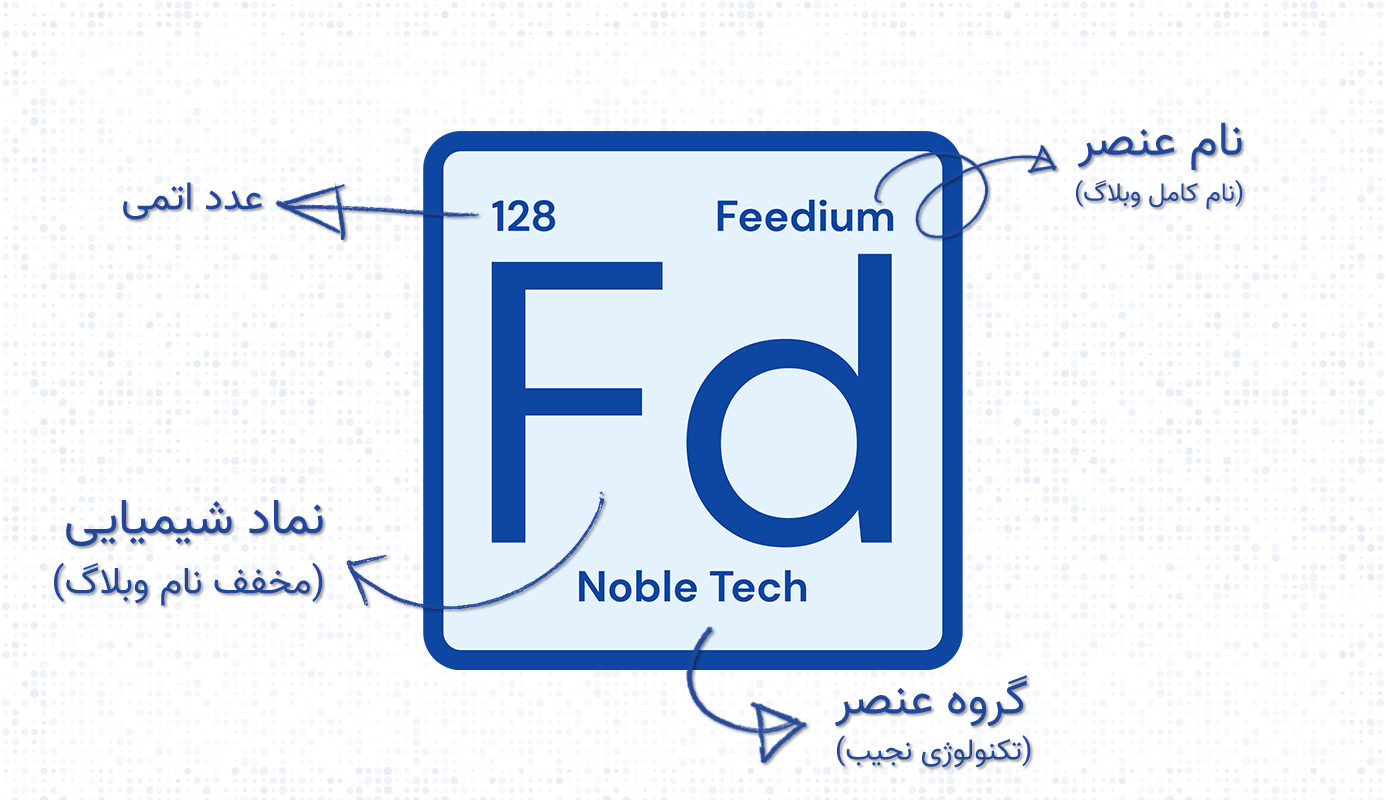 نام عنصر
(نام کامل وبلاگ)
عدد اتمی
128
Feedium
Fd
نماد شیمیایی
(مخفف نام وبلاگ)
Noble Tech
گروه عنصر
(تکنولوژی نجیب)